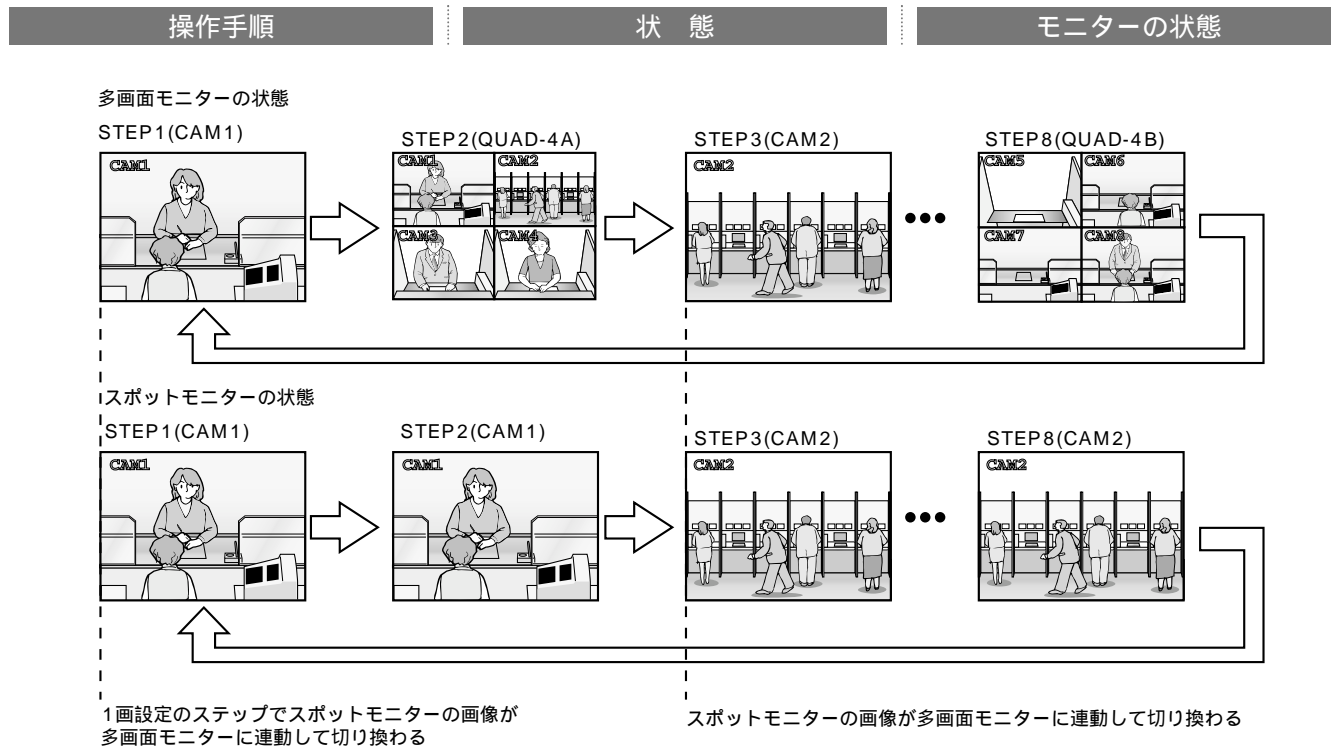 操作手順
状　態
モニターの状態
多画面モニターの状態
STEP1(CAM1)
STEP2(QUAD-4A)
STEP3(CAM2)
STEP8(QUAD-4B)
CAM1
CAM1
CAM2
CAM3
CAM4
CAM2
CAM5
CAM6
CAM7
CAM8
スポットモニターの状態
STEP1(CAM1)
STEP2(CAM1)
STEP3(CAM2)
STEP8(CAM2)
CAM1
CAM1
CAM2
CAM2
1画設定のステップでスポットモニターの画像が
多画面モニターに連動して切り換わる
スポットモニターの画像が多画面モニターに連動して切り換わる